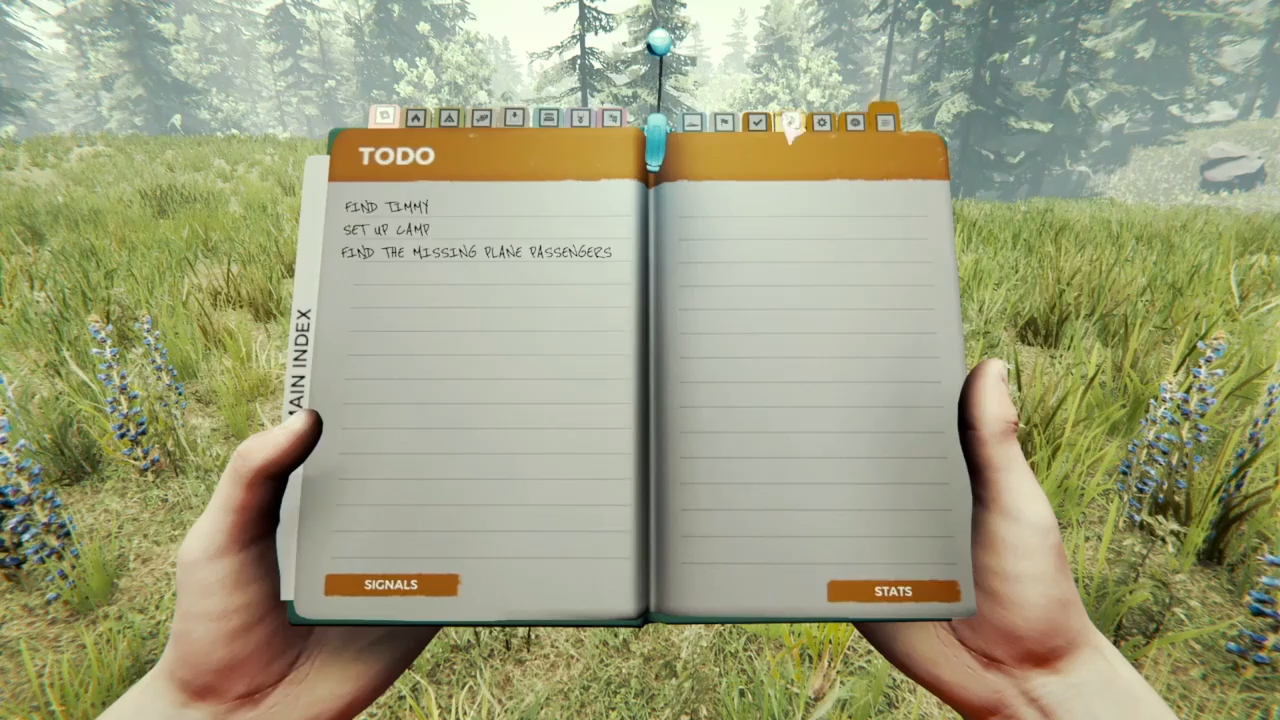 TODO
FIND TIMMY
SET UP CAMP
FIND THE MISSING PLANE PASSENGERS
MAIN INDEX
SIGNALS
STATS